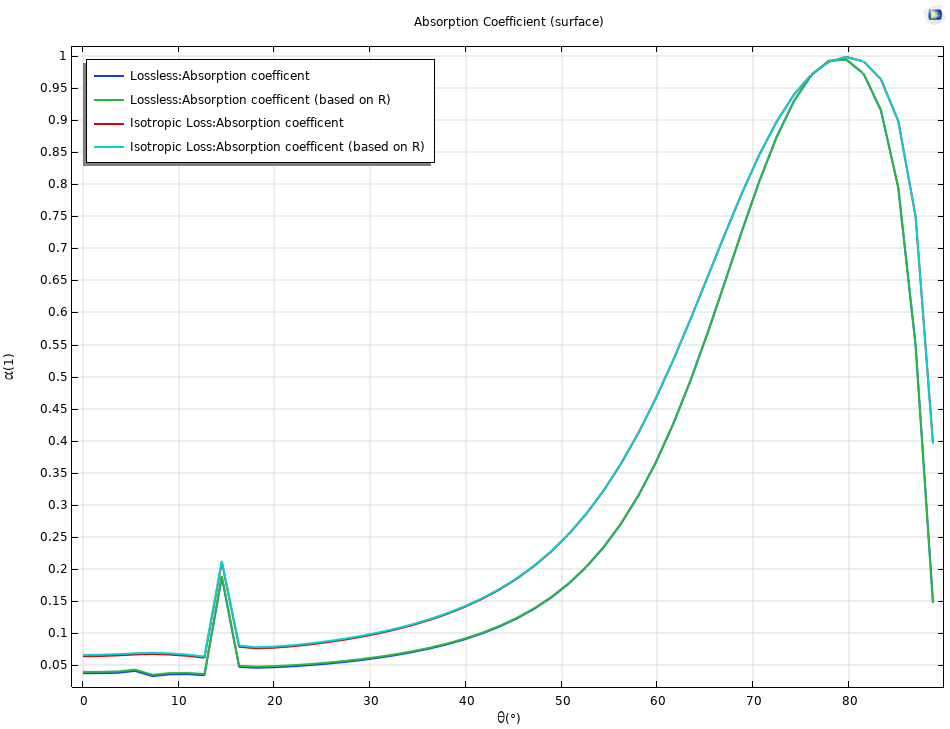 Absorption Coefficient (surface)
Lossless:Absorption coefficent
Lossless:Absorption coefficent (based on R)
Isotropic Loss:Absorption coefficent
Isotropic Loss:Absorption coefficent (based on R)
1
0.95
0.9
0.85
0.8
0.75
0.7
0.65
0.6
0.55
0.5
0.45
0.4
0.35
0.3
0.25
0.2
0.15
0.1
0.05
α(1)
0 10 20 30 40 50 60 70 80
θ(°)